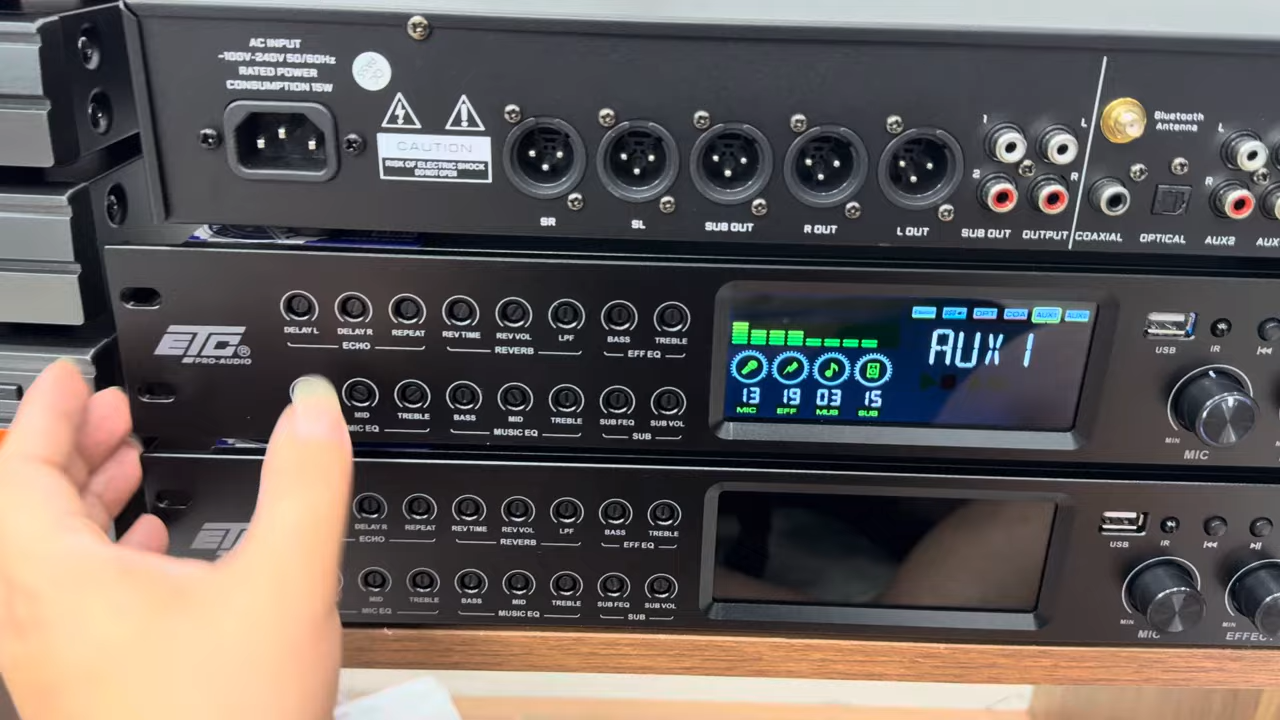 AC INPUT
~100V-240V 50/60Hz
RATED POWER
CONSUMPTION 15W
CAUTION
RISK OF ELECTRIC SHOCK
DO NOT OPEN
SR
SL
SUB OUT
R OUT
L OUT
1
L
2
R
SUB OUT
OUTPUT
Bluetooth
Antenna
COAXIAL
OPTICAL
L
R
AUX2
ETC®
PRO-AUDIO
DELAY L
DELAY R
REPEAT
ECHO
REV TIME
REV VOL
LPF
REVERB
BASS
TREBLE
EFF EQ
MID
TREBLE
MIC EQ
BASS
MID
TREBLE
MUSIC EQ
SUB FEQ
SUB VOL
SUB
OPT
COA
AUX1
AUX 1
13
19
03
15
MIC
EFF
MUS
SUB
USB
IR
MIN
MIC
DELAY R
REPEAT
ECHO
REV TIME
REV VOL
LPF
REVERB
BASS
TREBLE
EFF EQ
MID
TREBLE
MIC EQ
BASS
MID
TREBLE
MUSIC EQ
SUB FEQ
SUB VOL
SUB
USB
IR
MIN
MIC
MIN